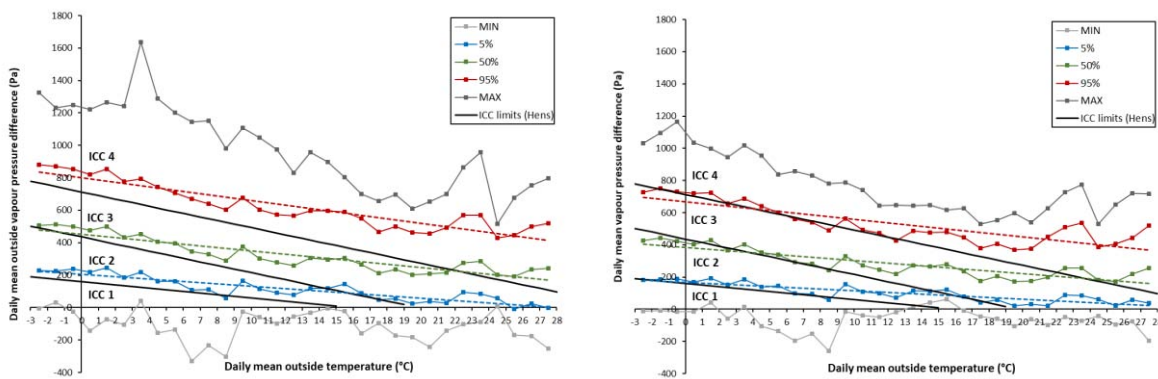 Daily mean outside vapour pressure difference (Pa)
1800
1600
1400
1200
1000
800
600
400
200
0
-200
-400
MIN
5%
50%
95%
MAX
ICC limits (Hens)
ICC 4
ICC 3
ICC 2
ICC 1
-3 -2 -1 0 1 2 3 4 5 6 7 8 9 10 11 12 13 14 15 16 17 18 19 20 21 22 23 24 25 26 27 28
Daily mean outside temperature (°C)
Daily mean vapour pressure difference (Pa)
1800
1600
1400
1200
1000
800
600
400
200
0
-200
-400
MIN
5%
50%
95%
MAX
ICC limits (Hens)
ICC 4
ICC 3
ICC 2
ICC 1
-3 -2 -1 0 1 2 3 4 5 6 7 8 9 10 11 12 13 14 15 16 17 18 19 20 21 22 23 24 25 26 27 28
Daily mean outside temperature (°C)